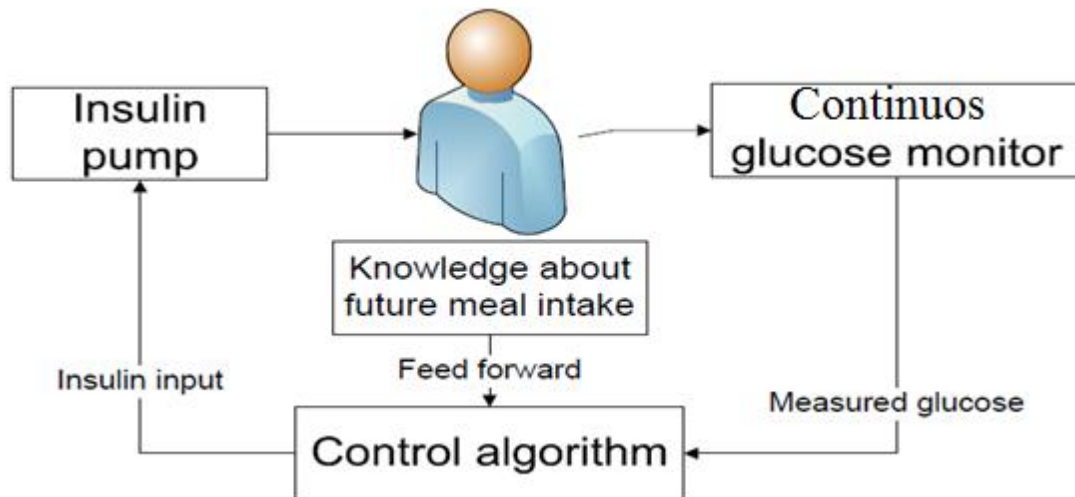 Insulin
pump
Continuos
glucose monitor
Knowledge about
future meal intake
Feed forward
Insulin input
Measured glucose
Control algorithm